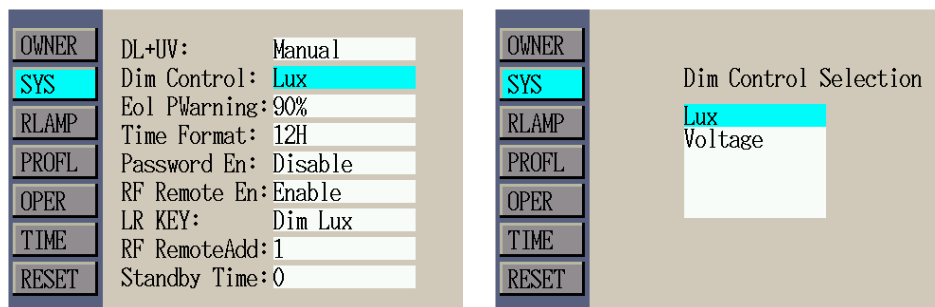 OWNER
SYS
RLAMP
PROFL
OPER
TIME
RESET
DL+UV: Manual
Dim Control: Lux
Eol PWarning: 90%
Time Format: 12H
Password En: Disable
RF Remote En: Enable
LR KEY: Dim Lux
RF RemoteAdd: 1
Standby Time: 0
OWNER
SYS
RLAMP
PROFL
OPER
TIME
RESET
Dim Control Selection
Lux
Voltage